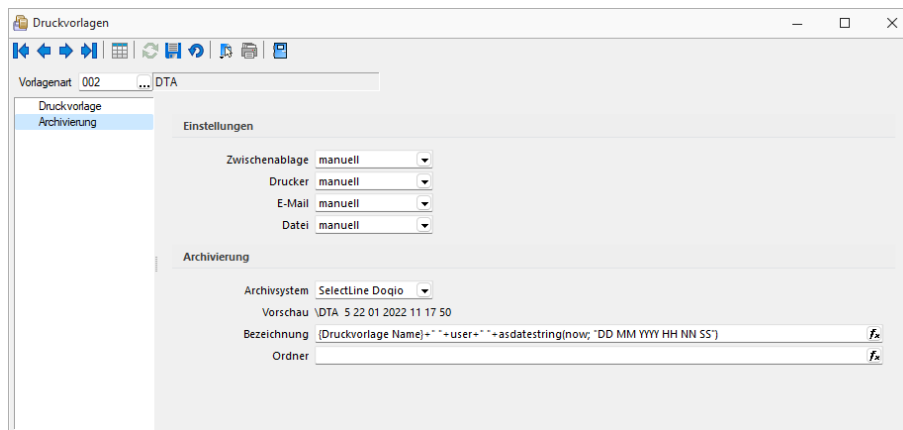 Druckvorlagen
Vorlagenart 002 ... DTA
Druckvorlage
Archivierung
Einstellungen
Zwischenablage manuell
Drucker manuell
E-Mail manuell
Datei manuell
Archivierung
Archivsystem SelectLine Doqio
Vorschau \DTA 5 22 01 2022 11 17 50
Bezeichnung {Druckvorlage Name}+" "+user+" "+asdatestring(now; "DD MM YYYY HH NN SS") fx
Ordner fx